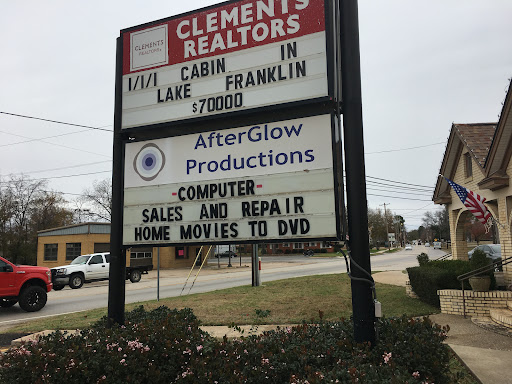 CLEMENTS
REALTORS
CLEMENTS
REALTORS
1/1/1 CABIN IN
LAKE FRANKLIN
$70000
AfterGlow
Productions
-COMPUTER-
SALES AND REPAIR
HOME MOVIES TO DVD